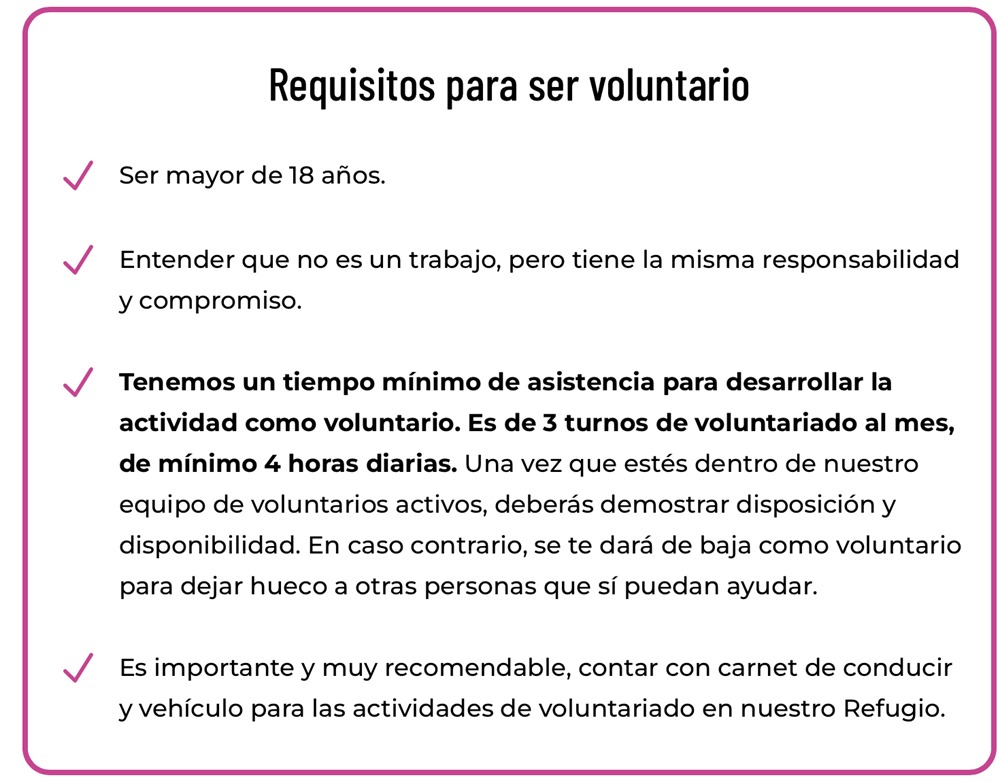 Requisitos para ser voluntario
Ser mayor de 18 años.
Entender que no es un trabajo, pero tiene la misma responsabilidad
y compromiso.
Tenemos un tiempo mínimo de asistencia para desarrollar la
actividad como voluntario. Es de 3 turnos de voluntariado al mes,
de mínimo 4 horas diarias. Una vez que estés dentro de nuestro
equipo de voluntarios activos, deberás demostrar disposición y
disponibilidad. En caso contrario, se te dará de baja como voluntario
para dejar hueco a otras personas que sí puedan ayudar.
Es importante y muy recomendable, contar con carnet de conducir
y vehículo para las actividades de voluntariado en nuestro Refugio.